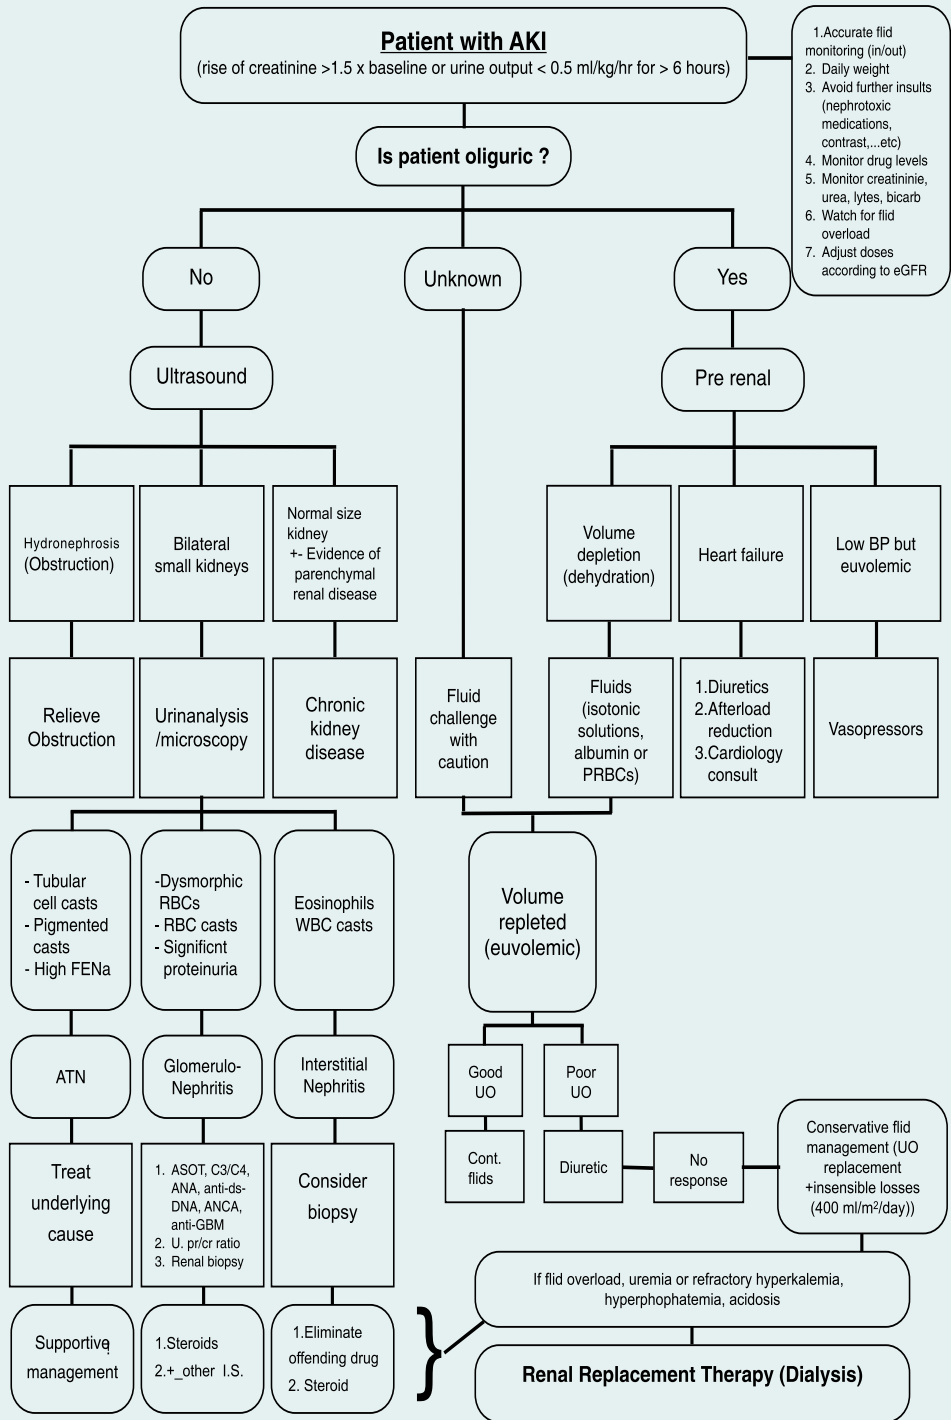 Patient with AKI
(rise of creatinine >1.5 x baseline or urine output < 0.5 ml/kg/hr for > 6 hours)
1.Accurate flid
monitoring (in/out)
2. Daily weight
3. Avoid further insults
(nephrotoxic
medications,
contrast,...etc)
4. Monitor drug levels
5. Monitor creatininie,
urea, lytes, bicarb
6. Watch for flid
overload
7. Adjust doses
according to eGFR
Is patient oliguric ?
No
Unknown
Yes
Ultrasound
Pre renal
Hydronephrosis
(Obstruction)
Bilateral
small kidneys
Normal size
kidney
+- Evidence of
parenchymal
renal disease
Volume
depletion
(dehydration)
Heart failure
Low BP but
euvolemic
Relieve
Obstruction
Urinanalysis
/microscopy
Chronic
kidney
disease
Fluid
challenge
with
caution
Fluids
(isotonic
solutions,
albumin or
PRBCs)
1.Diuretics
2.Afterload
reduction
3.Cardiology
consult
Vasopressors
- Tubular
cell casts
- Pigmented
casts
- High FENa
-Dysmorphic
RBCs
- RBC casts
- Significnt
proteinuria
Eosinophils
WBC casts
Volume
repleted
(euvolemic)
ATN
Glomerulo-
Nephritis
Interstitial
Nephritis
Good
UO
Poor
UO
Treat
underlying
cause
1. ASOT, C3/C4,
ANA, anti-ds-
DNA, ANCA,
anti-GBM
2. U. pr/cr ratio
3. Renal biopsy
Consider
biopsy
Cont.
flids
Diuretic
No
response
Conservative flid
management (UO
replacement
+insensible losses
(400 ml/m²/day))
Supportive
management
1.Steroids
2.+_other I.S.
1.Eliminate
offending drug
2. Steroid
If flid overload, uremia or refractory hyperkalemia,
hyperphophatemia, acidosis
Renal Replacement Therapy (Dialysis)